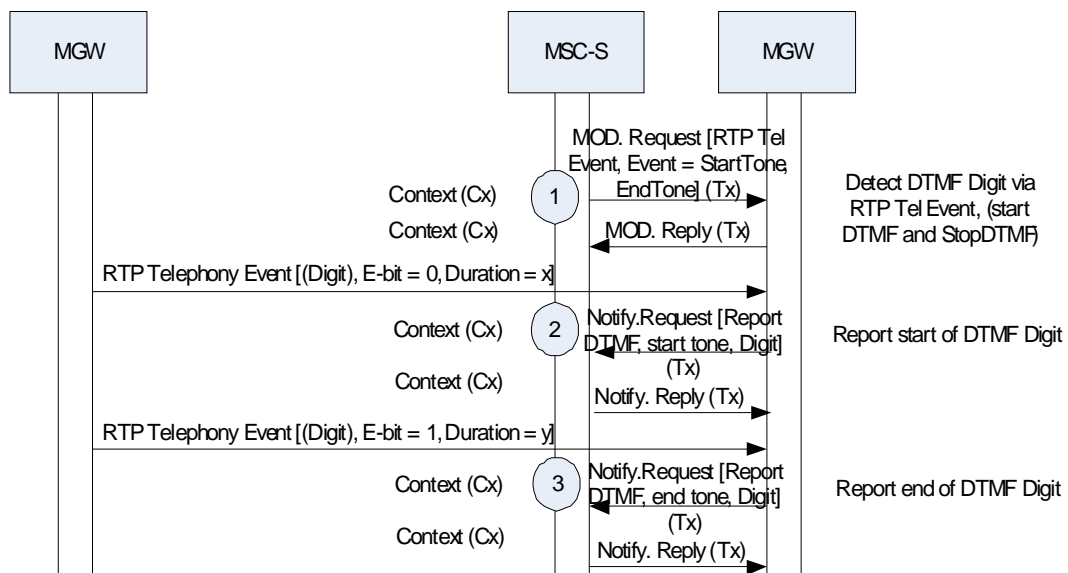 MGW
MSC-S
MGW
MOD. Request [RTP Tel
Event, Event = StartTone,
EndTone] (Tx)
Context (Cx)
1
Detect DTMF Digit via
RTP Tel Event, (start
DTMF and StopDTMF)
Context (Cx)
MOD. Reply (Tx)
RTP Telephony Event [(Digit), E-bit = 0, Duration = x]
Context (Cx)
2
Notify.Request [Report
DTMF, start tone, Digit]
(Tx)
Report start of DTMF Digit
Context (Cx)
Notify. Reply (Tx)
RTP Telephony Event [(Digit), E-bit = 1, Duration = y]
Context (Cx)
3
Notify.Request [Report
DTMF, end tone, Digit]
(Tx)
Report end of DTMF Digit
Context (Cx)
Notify. Reply (Tx)